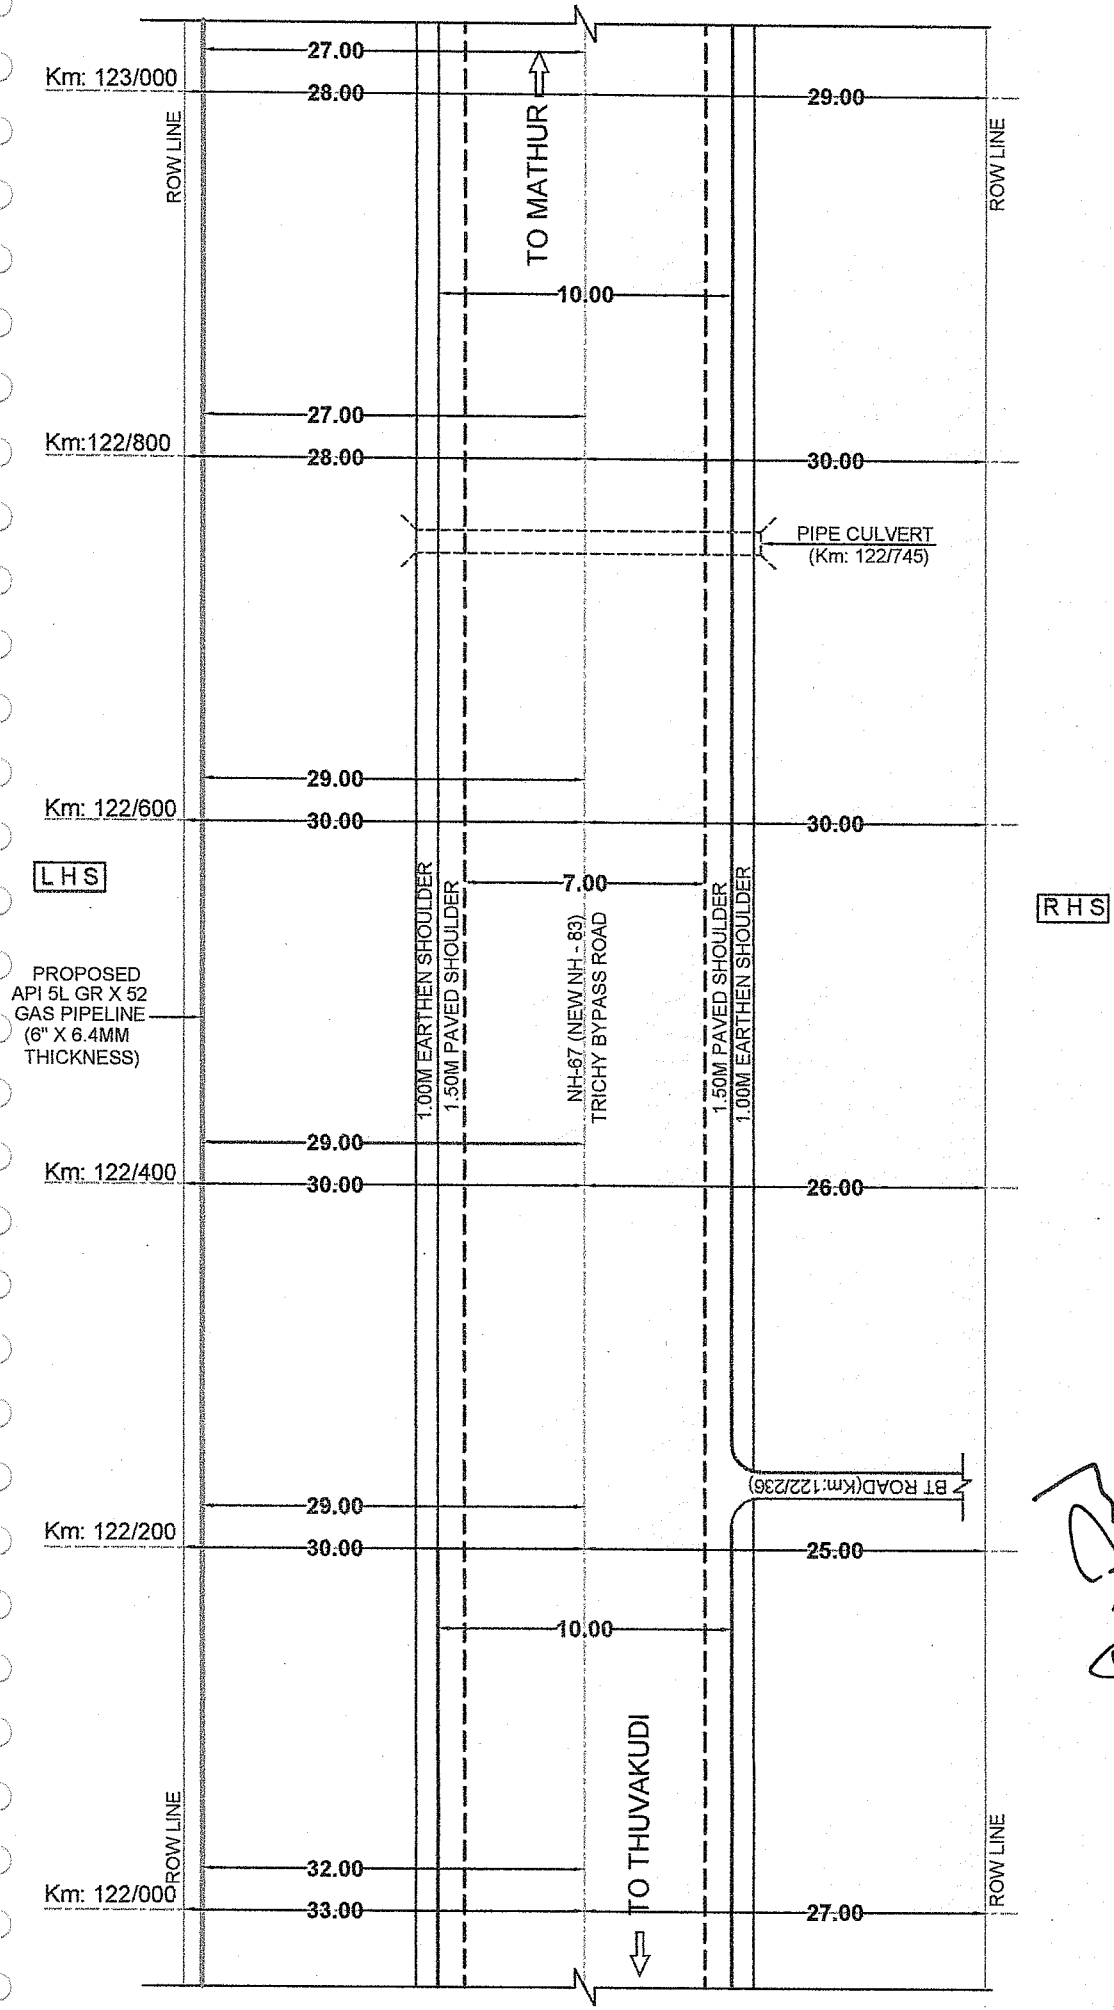 27.00
Km: 123/000
28.00
29.00
ROW LINE
TO MATHUR
ROW LINE
10.00
27.00
Km:122/800
28.00
30.00
PIPE CULVERT
(Km: 122/745)
29.00
Km: 122/600
30.00
30.00
LHS
7.00
RHS
1.00M EARTHEN SHOULDER
1.50M PAVED SHOULDER
NH-67 (NEW NH - 83)
TRICHY BYPASS ROAD
1.50M PAVED SHOULDER
1.00M EARTHEN SHOULDER
PROPOSED
API 5L GR X 52
GAS PIPELINE
(6" X 6.4MM
THICKNESS)
29.00
Km: 122/400
30.00
26.00
BT ROAD(Km:122/236)
29.00
Km: 122/200
30.00
25.00
10.00
TO THUVAKUDI
ROW LINE
ROW LINE
32.00
Km: 122/000
33.00
27.00